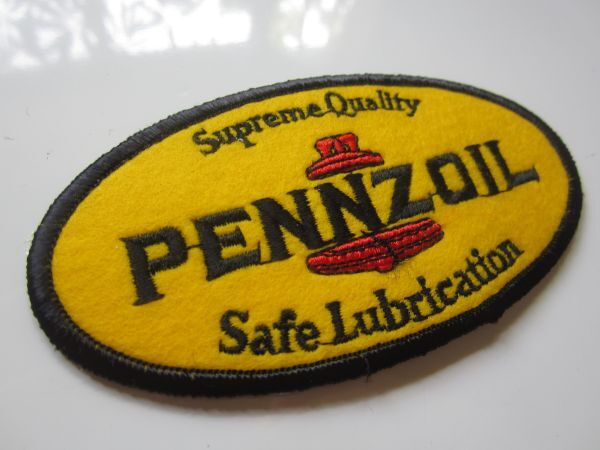 Supreme Quality
PENNZOIL
Safe Lubrication